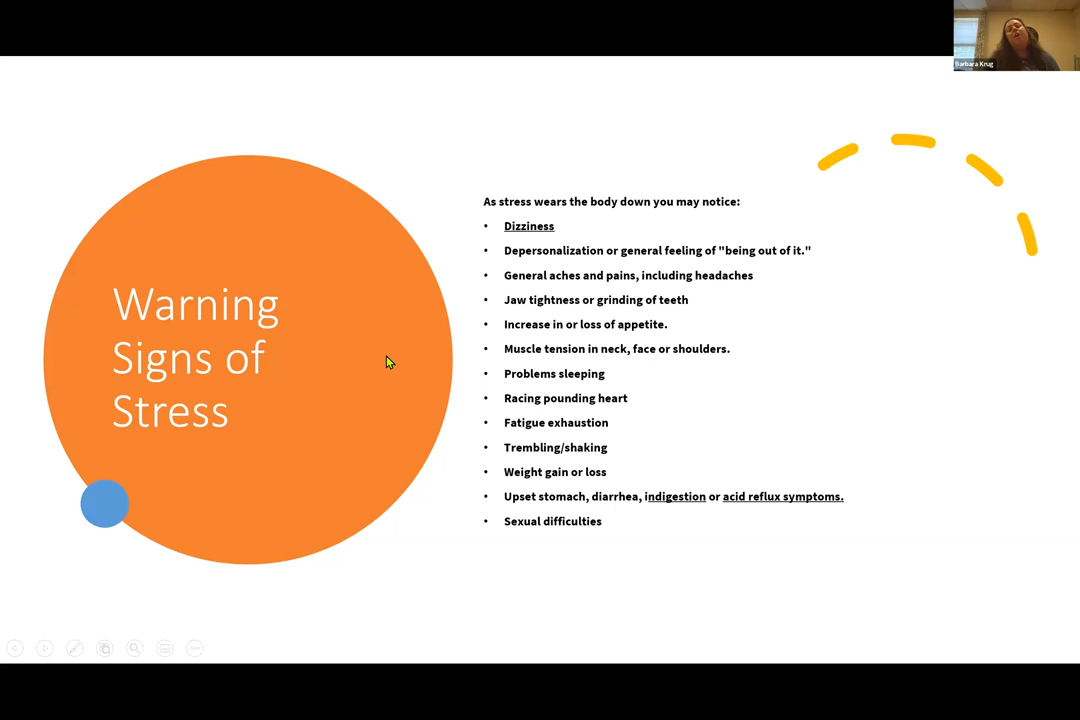 Barbara Krug
Warning
Signs of
Stress
As stress wears the body down you may notice:
• Dizziness
• Depersonalization or general feeling of "being out of it."
• General aches and pains, including headaches
• Jaw tightness or grinding of teeth
• Increase in or loss of appetite.
• Muscle tension in neck, face or shoulders.
• Problems sleeping
• Racing pounding heart
• Fatigue exhaustion
• Trembling/shaking
• Weight gain or loss
• Upset stomach, diarrhea, indigestion or acid reflux symptoms.
• Sexual difficulties